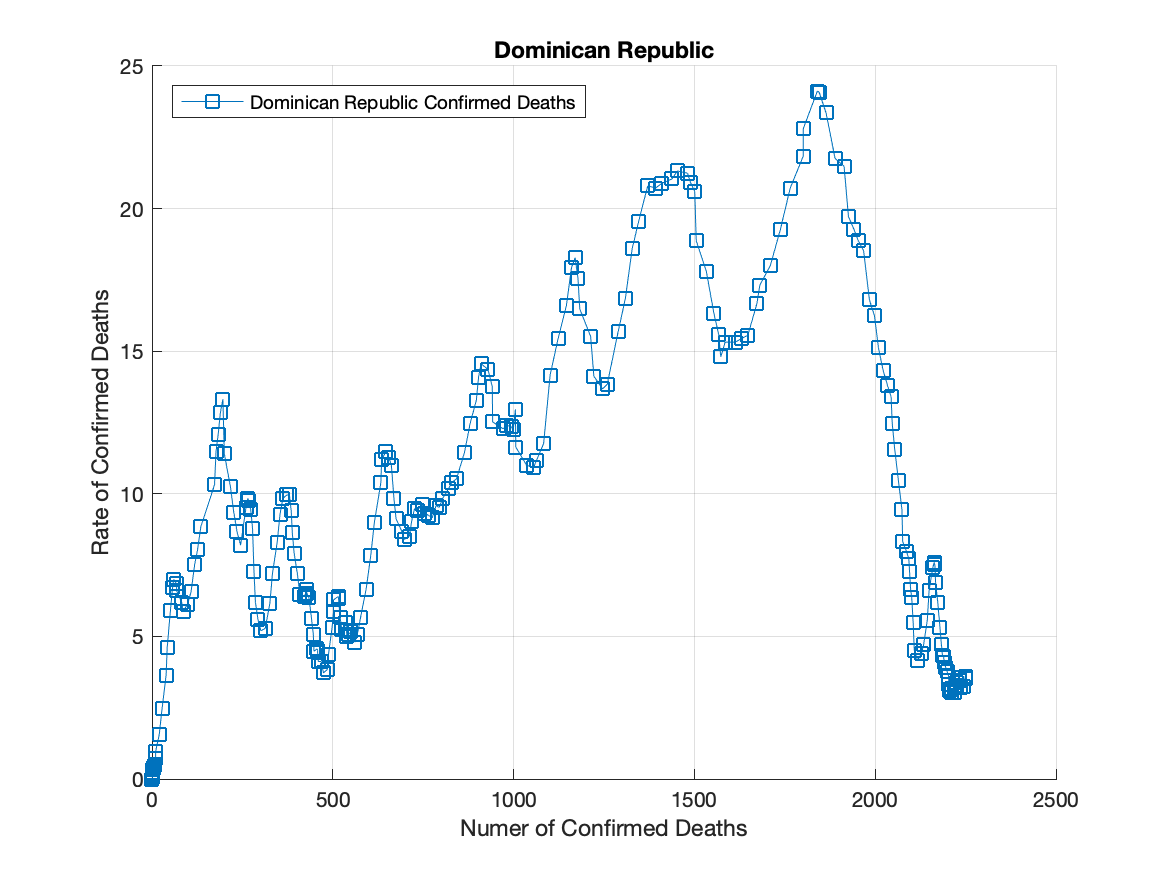 Dominican Republic
25
Dominican Republic Confirmed Deaths
20
15
10
5
0
Rate of Confirmed Deaths
0 500 1000 1500 2000 2500
Numer of Confirmed Deaths